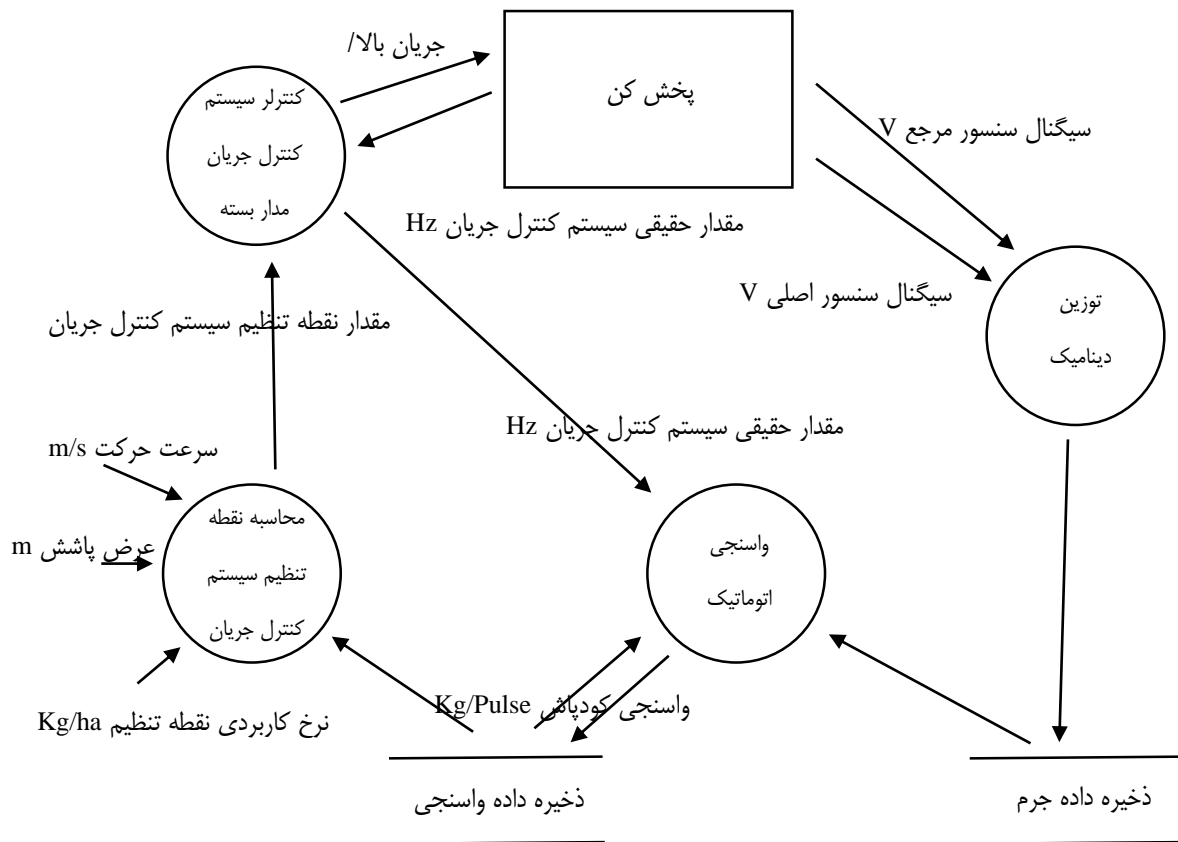 جریان بالا/
کنترلر سیستم
کنترل جریان
مدار بسته
پخش کن
سیگنال سنسور مرجع V
مقدار حقیقی سیستم کنترل جریان Hz
سیگنال سنسور اصلی V
توزین
دینامیک
مقدار نقطه تنظیم سیستم کنترل جریان
مقدار حقیقی سیستم کنترل جریان Hz
سرعت حرکت m/s
عرض پاشش m
محاسبه نقطه
تنظیم سیستم
کنترل جریان
واسنجی
اتوماتیک
نرخ کاربردی نقطه تنظیم Kg/ha
واسنجی کودپاش Kg/Pulse
ذخیره داده واسنجی
ذخیره داده جرم